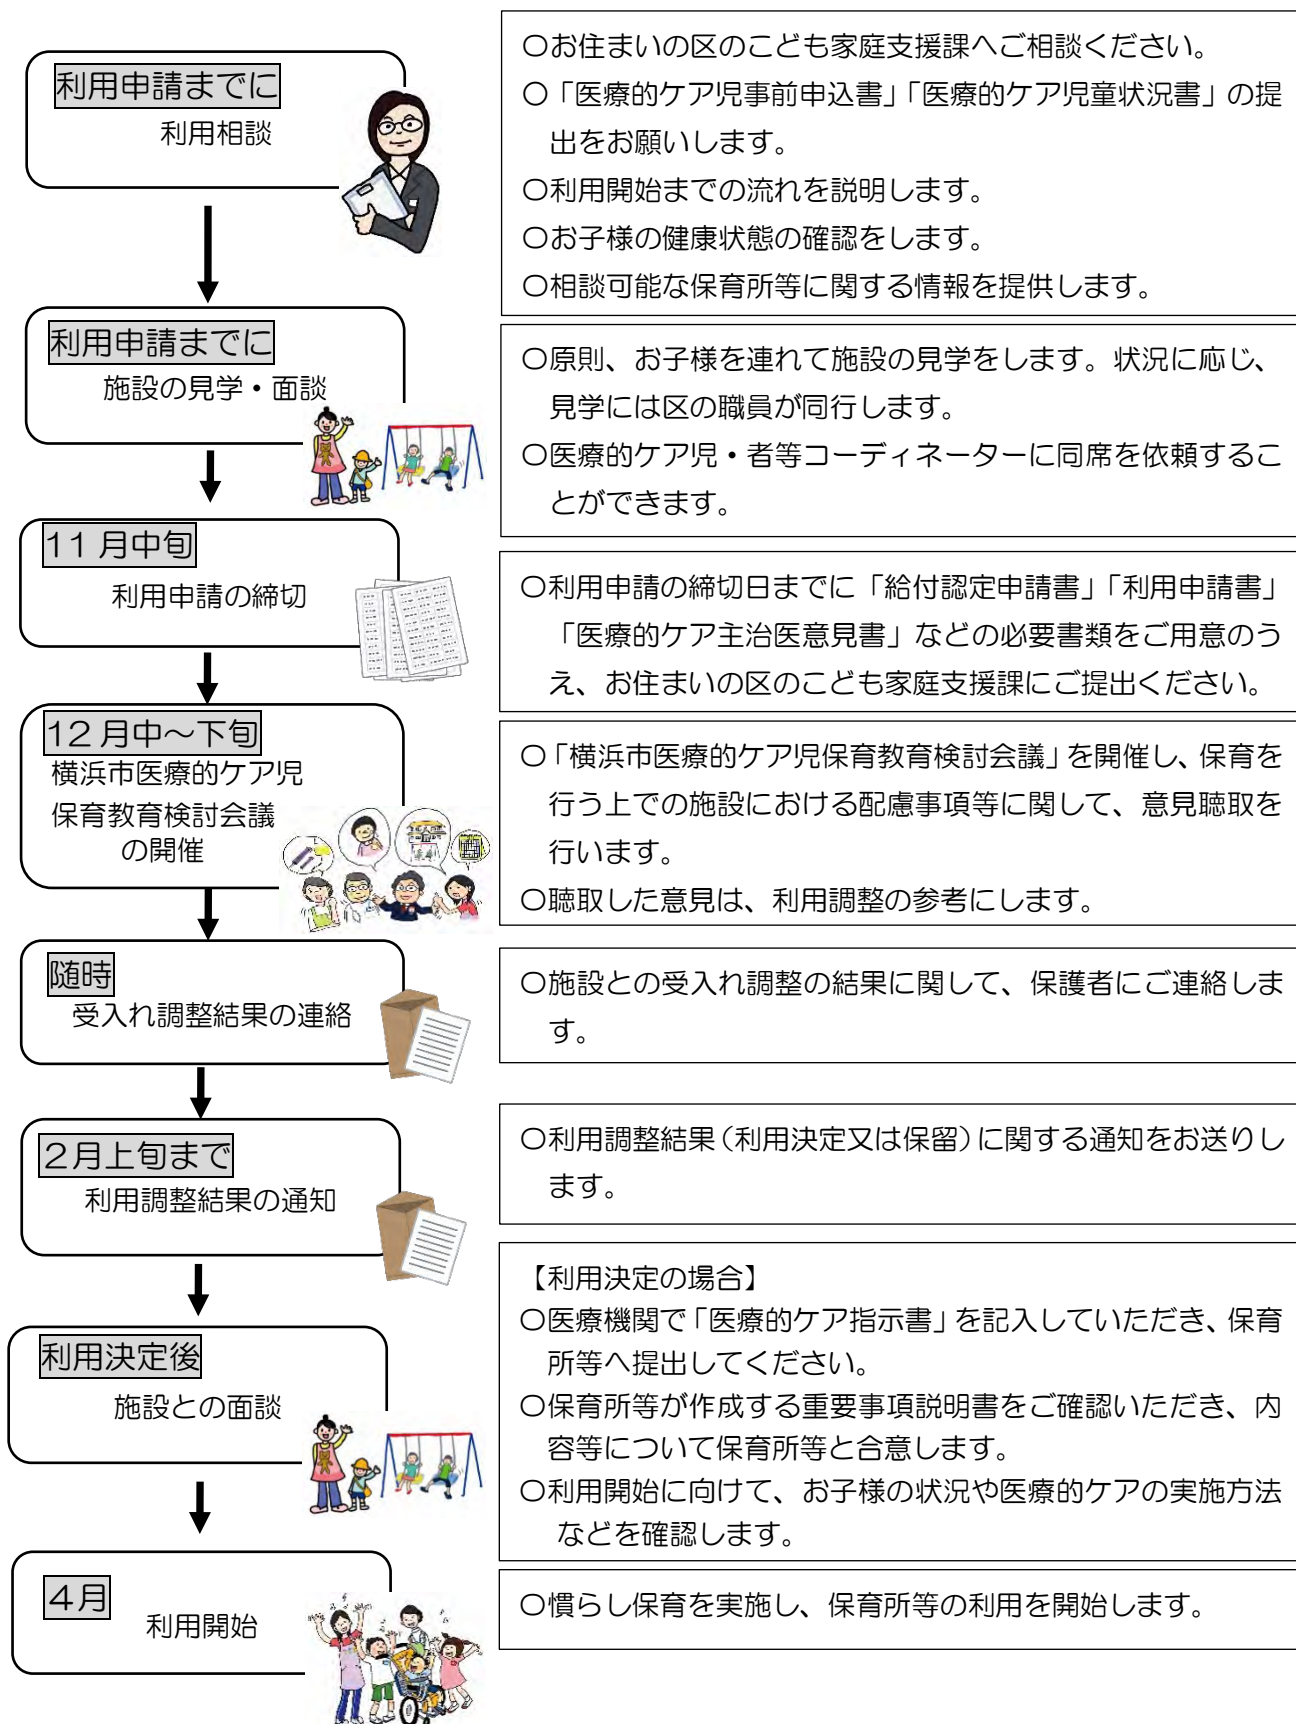 利用申請までに
利用相談
〇お住まいの区のこども家庭支援課へご相談ください。
〇「医療的ケア児事前申込書」「医療的ケア児童状況書」の提
出をお願いします。
〇利用開始までの流れを説明します。
〇お子様の健康状態の確認をします。
〇相談可能な保育所等に関する情報を提供します。
利用申請までに
施設の見学・面談
〇原則、お子様を連れて施設の見学をします。状況に応じ、
見学には区の職員が同行します。
〇医療的ケア児・者等コーディネーターに同席を依頼するこ
とができます。
11月中旬
利用申請の締切
〇利用申請の締切日までに「給付認定申請書」「利用申請書」
「医療的ケア主治医意見書」などの必要書類をご用意のう
え、お住まいの区のこども家庭支援課にご提出ください。
12月中～下旬
横浜市医療的ケア児
保育教育検討会議
の開催
〇「横浜市医療的ケア児保育教育検討会議」を開催し、保育を
行う上での施設における配慮事項等に関して、意見聴取を
行います。
〇聴取した意見は、利用調整の参考にします。
随時
受入れ調整結果の連絡
〇施設との受入れ調整の結果に関して、保護者にご連絡しま
す。
２月上旬まで
利用調整結果の通知
〇利用調整結果（利用決定又は保留）に関する通知をお送りし
ます。
利用決定後
施設との面談
【利用決定の場合】
〇医療機関で「医療的ケア指示書」を記入していただき、保育
所等へ提出してください。
〇保育所等が作成する重要事項説明書をご確認いただき、内
容等について保育所等と合意します。
〇利用開始に向けて、お子様の状況や医療的ケアの実施方法
などを確認します。
４月
利用開始
〇慣らし保育を実施し、保育所等の利用を開始します。